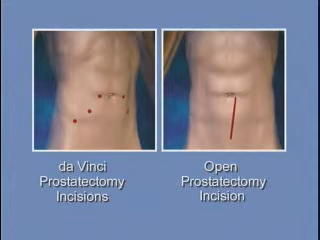 da Vinci
Prostatectomy
Incisions
Open
Prostatectomy
Incision